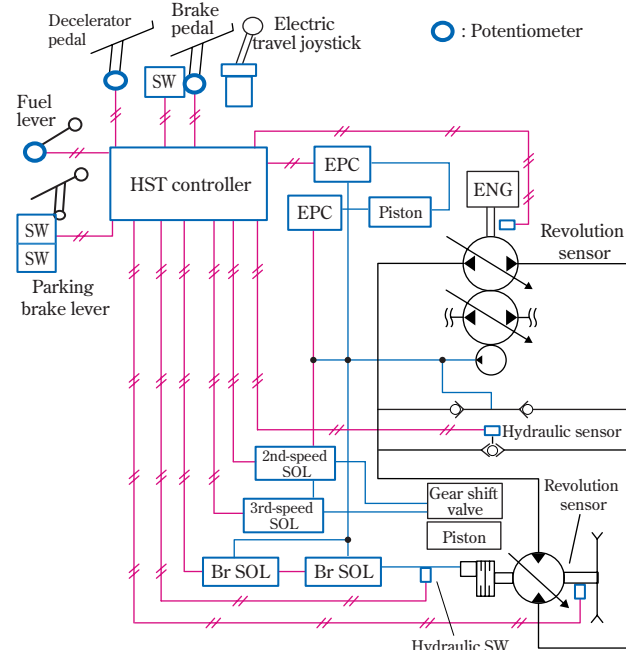 Decelerator
pedal
Brake
pedal
Electric
travel joystick
: Potentiometer
SW
Fuel
lever
HST controller
EPC
EPC
Piston
ENG
Revolution
sensor
SW
SW
Parking
brake lever
Hydraulic sensor
2nd-speed
SOL
3rd-speed
SOL
Gear shift
valve
Piston
Revolution
sensor
Br SOL
Br SOL
Hydraulic SW